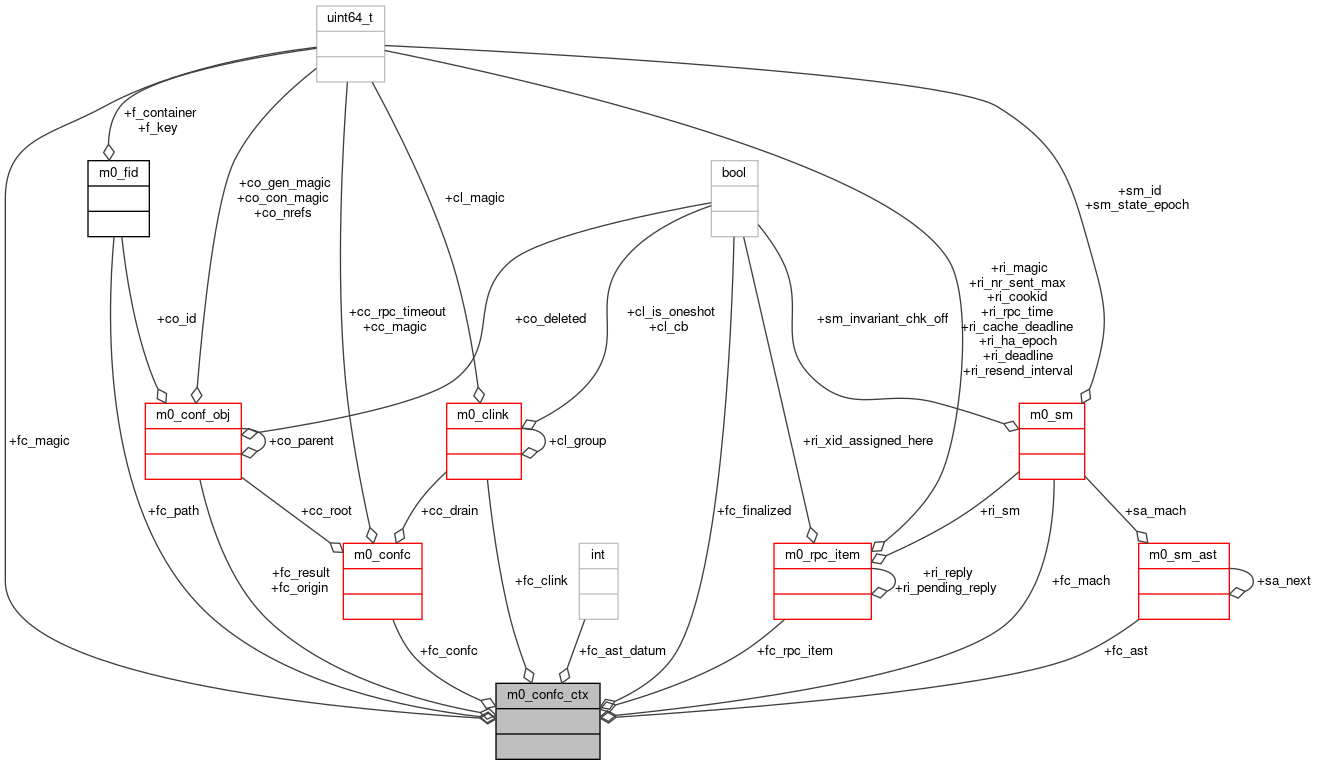 uint64_t
+f_container
+f_key
m0_fid
bool
+co_gen_magic
+co_con_magic
+co_nrefs
+cl_magic
+sm_id
+sm_state_epoch
+ri_magic
+ri_nr_sent_max
+ri_cookid
+ri_rpc_time
+ri_cache_deadline
+ri_ha_epoch
+ri_deadline
+ri_resend_interval
+co_id
+cc_rpc_timeout
+cc_magic
+co_deleted
+cl_is_oneshot
+cl_cb
+sm_invariant_chk_off
m0_conf_obj
m0_clink
m0_sm
+fc_magic
+co_parent
+cl_group
+ri_xid_assigned_here
+fc_path
+cc_root
+cc_drain
+fc_finalized
+ri_sm
+sa_mach
m0_confc
int
m0_rpc_item
m0_sm_ast
+fc_result
+fc_origin
+fc_clink
+ri_reply
+ri_pending_reply
+fc_mach
+sa_next
+fc_confc
+fc_ast_datum
+fc_rpc_item
+fc_ast
m0_confc_ctx